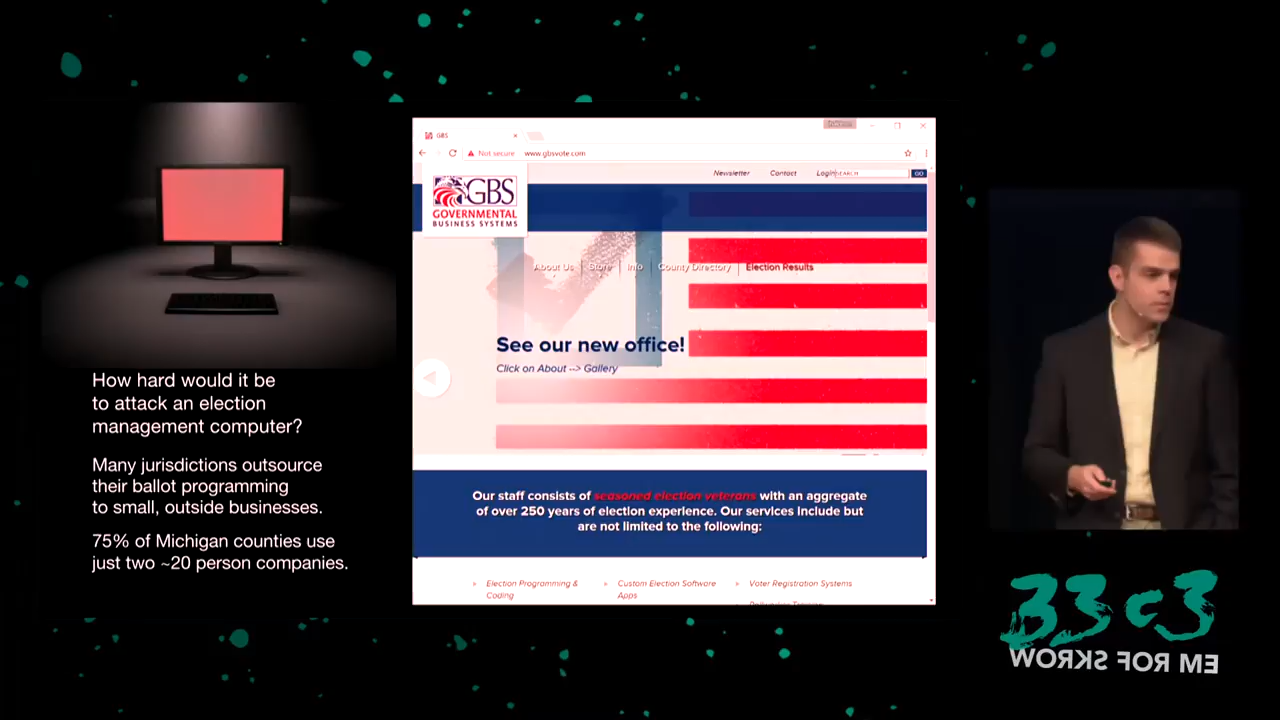 How hard would it be
to attack an election
management computer?
Many jurisdictions outsource
their ballot programming
to small, outside businesses.
75% of Michigan counties use
just two ~20 person companies.
GBS
Not secure www.gbsvote.com
Newsletter Contact Login SEARCH GO
GBS
GOVERNMENTAL
BUSINESS SYSTEMS
About Us Store Info County Directory Election Results
See our new office!
Click on About --> Gallery
Our staff consists of seasoned election veterans with an aggregate
of over 250 years of election experience. Our services include but
are not limited to the following:
» Election Programming & Coding
» Custom Election Software Apps
» Voter Registration Systems
33c3
WORKS FOR ME